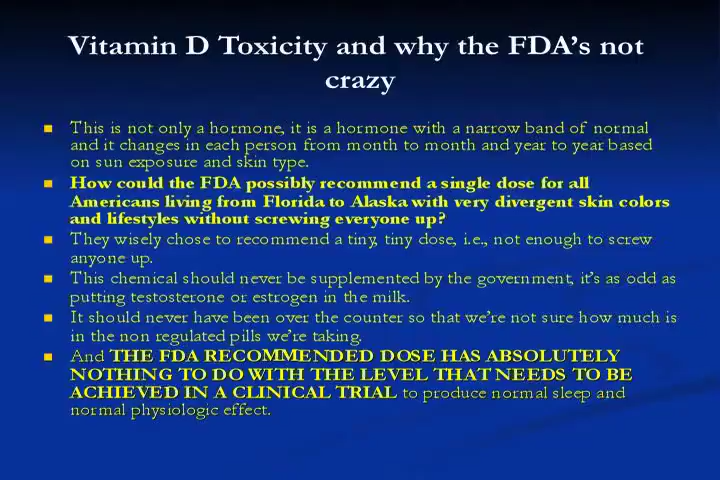 Vitamin D Toxicity and why the FDA's not
crazy
This is not only a hormone, it is a hormone with a narrow band of normal
and it changes in each person from month to month and year to year based
on sun exposure and skin type.
How could the FDA possibly recommend a single dose for all
Americans living from Florida to Alaska with very divergent skin colors
and lifestyles without screwing everyone up?
They wisely chose to recommend a tiny, tiny dose, i.e., not enough to screw
anyone up.
This chemical should never be supplemented by the government, it's as odd as
putting testosterone or estrogen in the milk.
It should never have been over the counter so that we're not sure how much is
in the non regulated pills we're taking.
And THE FDA RECOMMENDED DOSE HAS ABSOLUTELY
NOTHING TO DO WITH THE LEVEL THAT NEEDS TO BE
ACHIEVED IN A CLINICAL TRIAL to produce normal sleep and
normal physiologic effect.